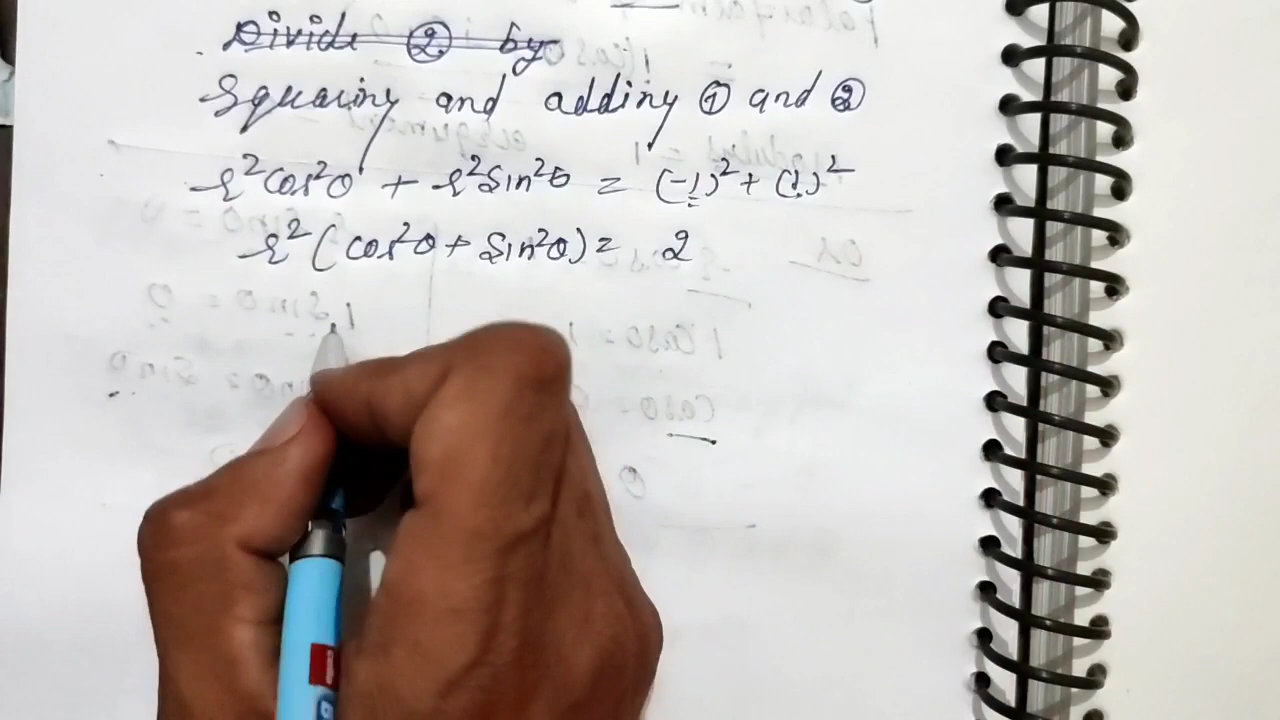 Divide ② by
Squaring and adding ① and ②
r²cos²θ + r²sin²θ = (-1)² + (1)²
r²(cos²θ + sin²θ) = 2